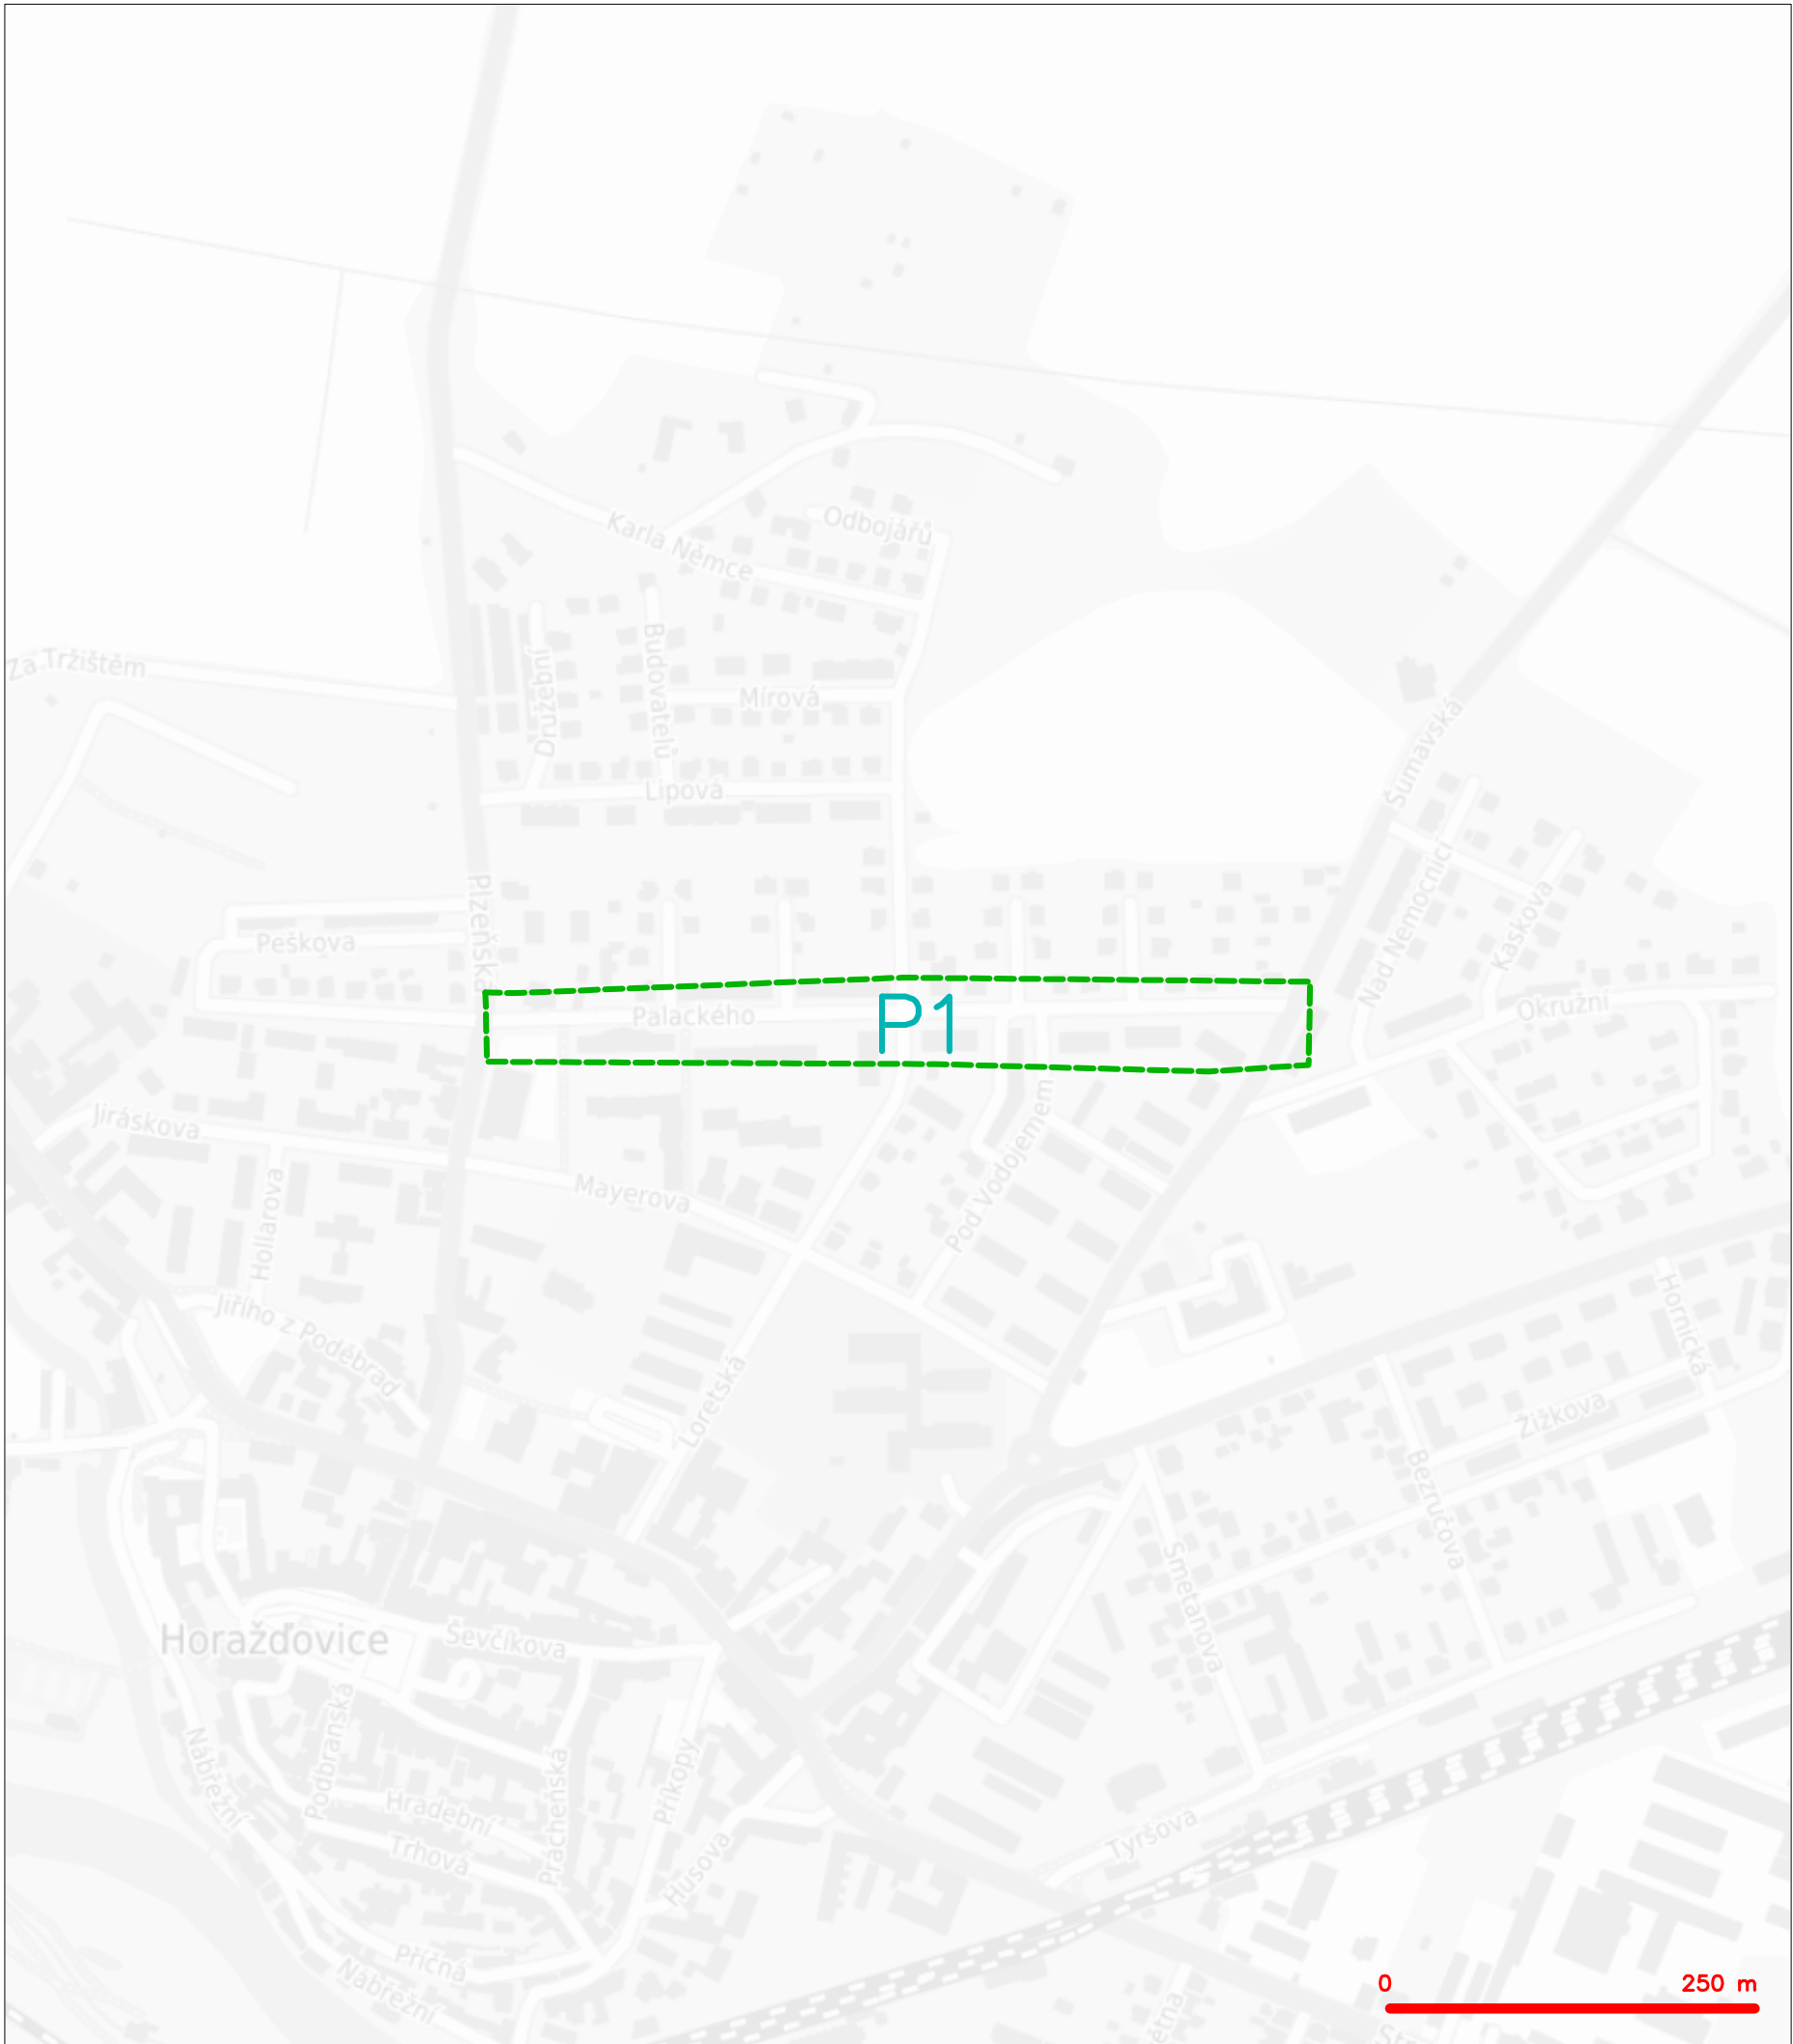 Odbojářů
Karla Němce
Za Tržištěm
Družební
Budovatelů
Mírová
Šumavská
Lipová
Plzeňská
Nad Nemocnicí
Kaskova
Peškova
Okružní
Palackého
P1
Jiráskova
Pod Vodojemem
Hollarova
Mayerova
Jiřího z Poděbrad
Hornická
Loretská
Žižkova
Bezručova
Smetanova
Horažďovice
Ševčíkova
Nábřežní
Podbranská
Prácheňská
Příkopy
Hradební
Trhová
Tyršova
Husova
Příčná
Nábřežní
0 250 m